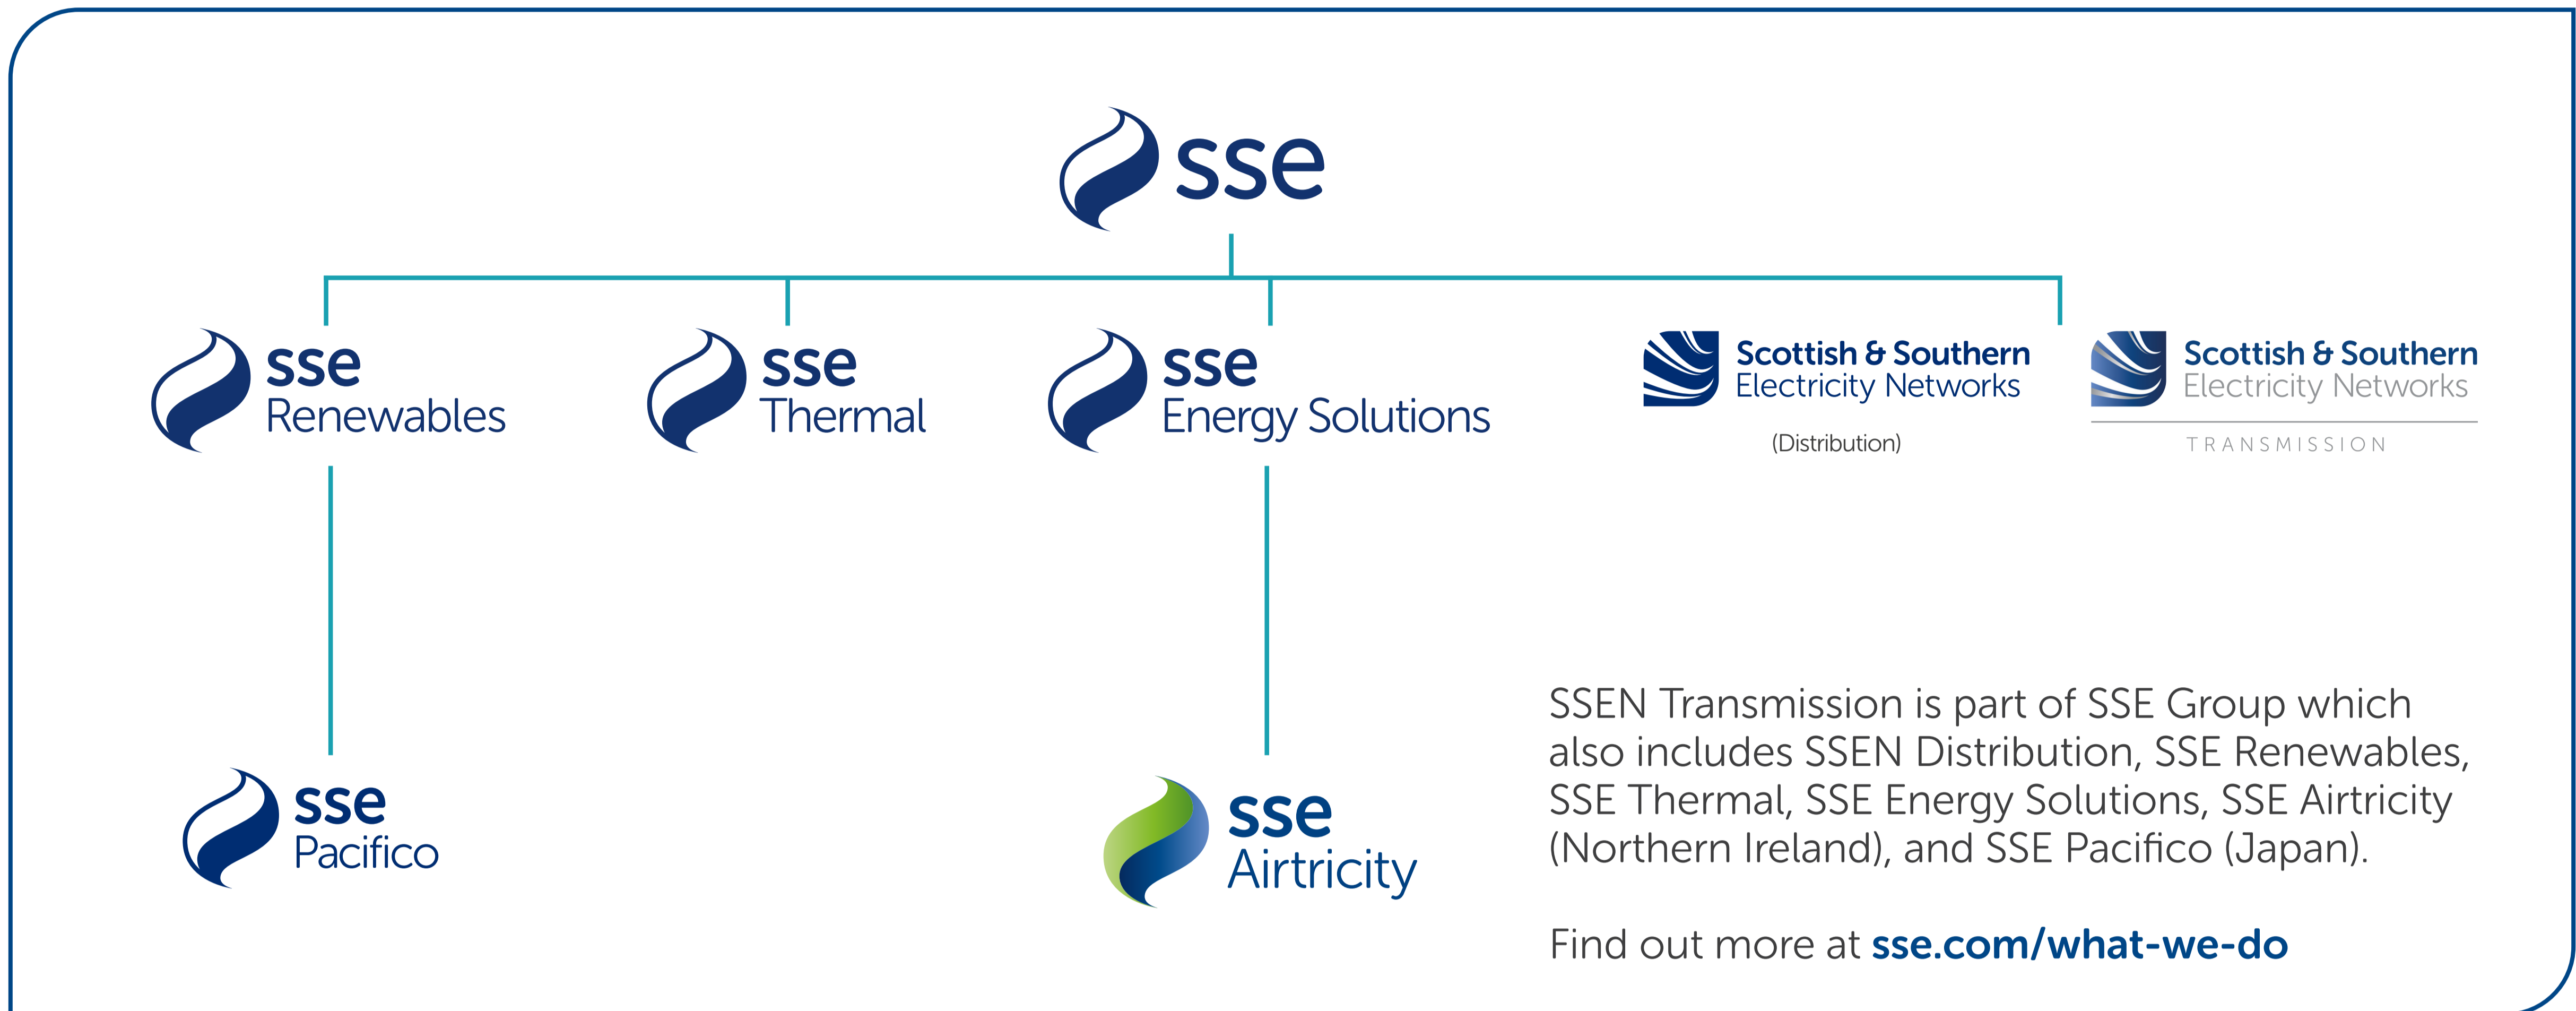 sse
sse
Renewables
sse
Thermal
sse
Energy Solutions
Scottish & Southern
Electricity Networks
(Distribution)
Scottish & Southern
Electricity Networks
TRANSMISSION
sse
Pacifico
sse
Airtricity
SSEN Transmission is part of SSE Group which
also includes SSEN Distribution, SSE Renewables,
SSE Thermal, SSE Energy Solutions, SSE Airtricity
(Northern Ireland), and SSE Pacifico (Japan).
Find out more at sse.com/what-we-do